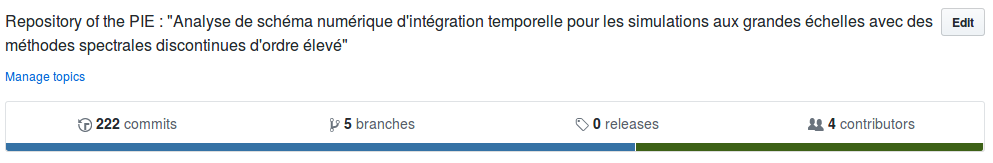 Repository of the PIE : "Analyse de schéma numérique d'intégration temporelle pour les simulations aux grandes échelles avec des
méthodes spectrales discontinues d'ordre élevé"
Edit
Manage topics
222 commits 5 branches 0 releases 4 contributors